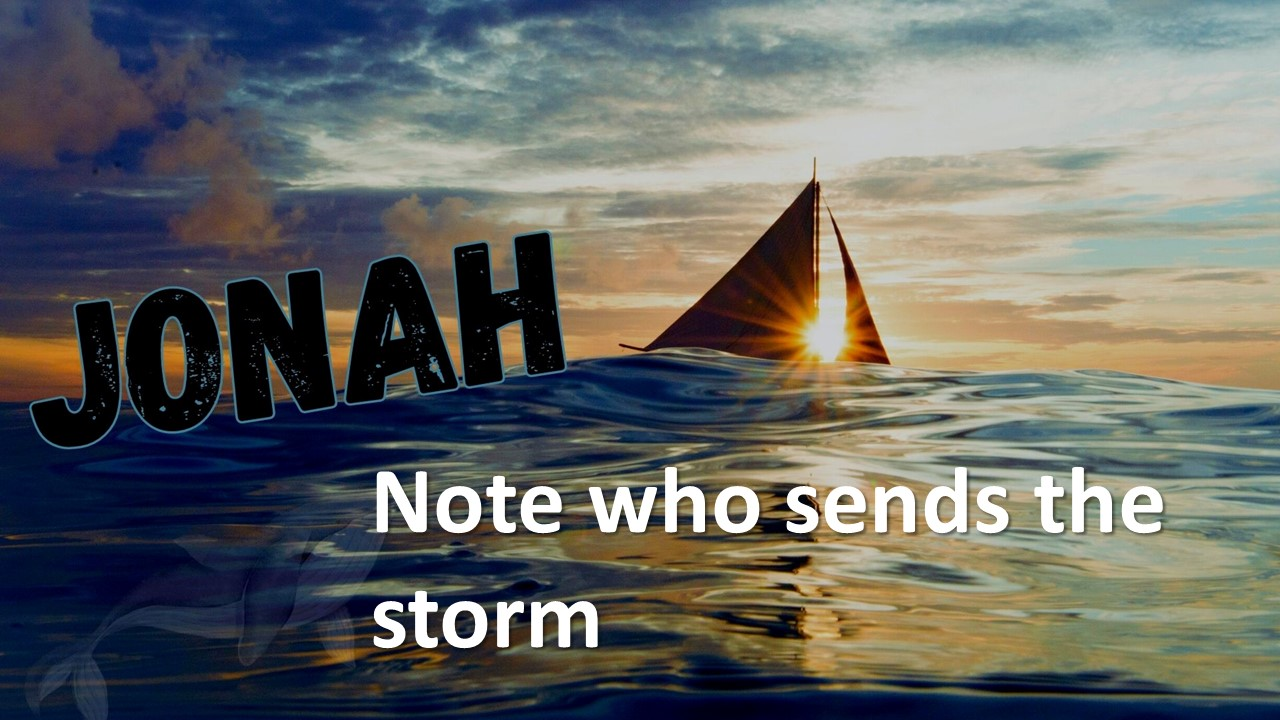 JONAH
Note who sends the
storm